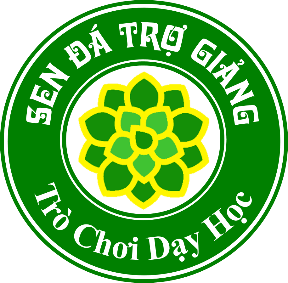 SEN ĐÁ TRỢ GIẢNG
Trò Chơi Dạy Học